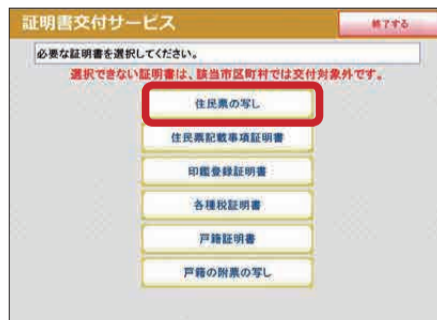 証明書交付サービス
終了する
必要な証明書を選択してください。
選択できない証明書は、該当市区町村では交付対象外です。
住民票の写し
住民票記載事項証明書
印鑑登録証明書
各種税証明書
戸籍証明書
戸籍の附票の写し